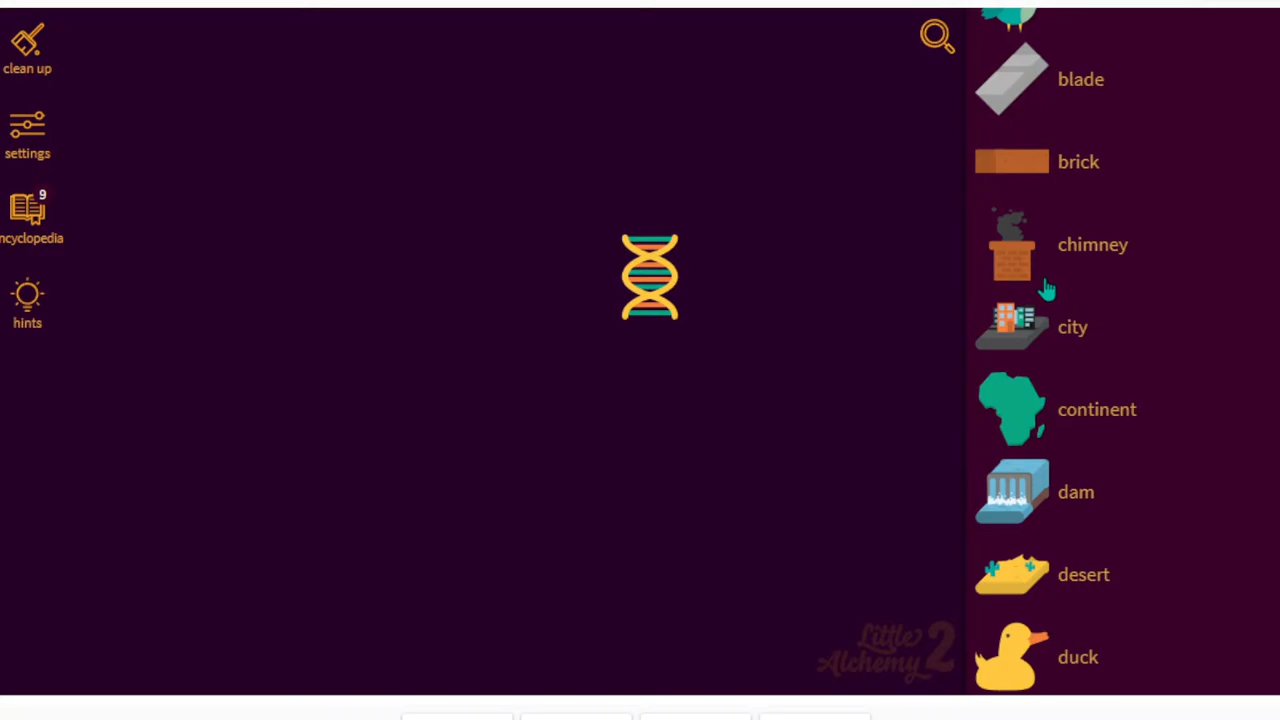 clean up
settings
9
ncyclopedia
hints
blade
brick
chimney
city
continent
dam
desert
duck
Little
Alchemy 2